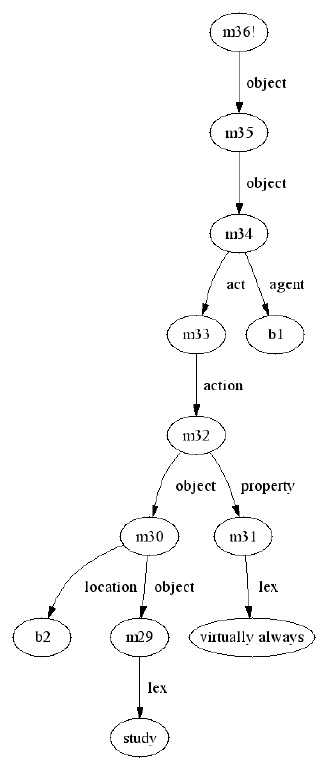 m36!
object
m35
object
m34
act agent
m33 b1
action
m32
object property
m30 m31
location object lex
b2 m29 virtually always
lex
study